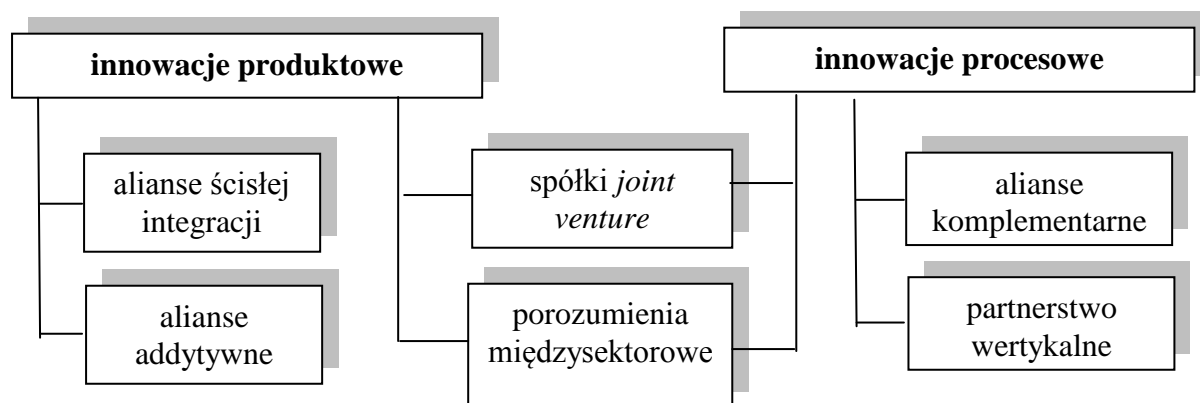 innowacje produktowe
innowacje procesowe
alianse ścisłej
integracji
spółki joint
venture
alianse
komplementarne
alianse
addytywne
porozumienia
międzysektorowe
partnerstwo
wertykalne